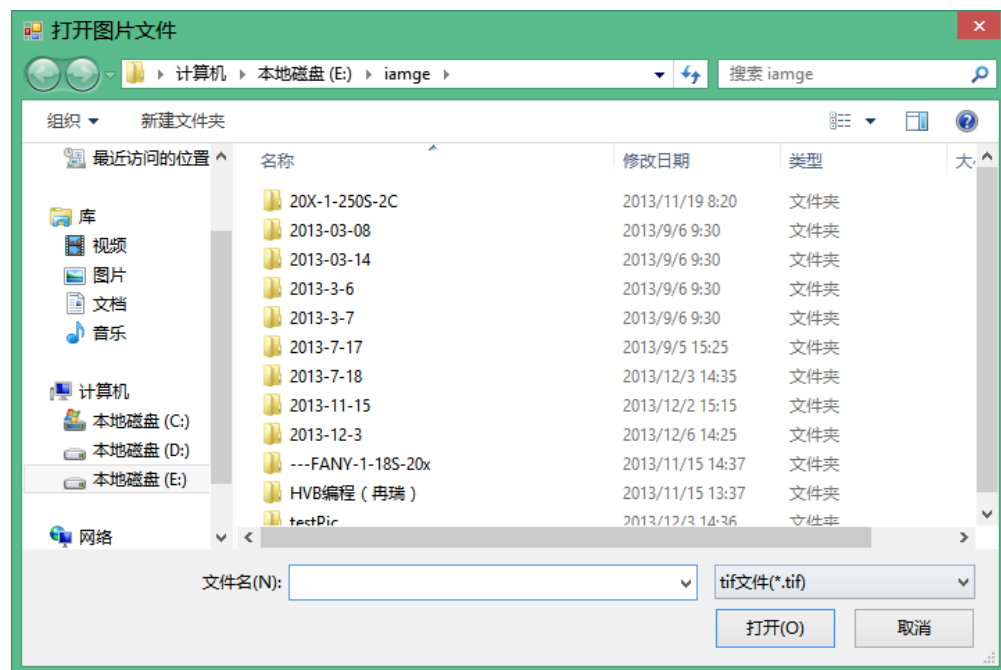 打开图片文件
计算机 本地磁盘 (E:) iamge 搜索 iamge
组织 新建文件夹
最近访问的位置
库
视频
图片
文档
音乐
计算机
本地磁盘 (C:)
本地磁盘 (D:)
本地磁盘 (E:)
网络
名称 修改日期 类型 大
20X-1-250S-2C 2013/11/19 8:20 文件夹
2013-03-08 2013/9/6 9:30 文件夹
2013-03-14 2013/9/6 9:30 文件夹
2013-3-6 2013/9/6 9:30 文件夹
2013-3-7 2013/9/6 9:30 文件夹
2013-7-17 2013/9/5 15:25 文件夹
2013-7-18 2013/12/3 14:35 文件夹
2013-11-15 2013/12/2 15:15 文件夹
2013-12-3 2013/12/6 14:25 文件夹
---FANY-1-18S-20x 2013/11/15 14:37 文件夹
HVB编程（冉瑞） 2013/11/15 13:37 文件夹
testPic 2013/12/3 14:36 文件夹
文件名(N): tif文件(*.tif)
打开(O) 取消